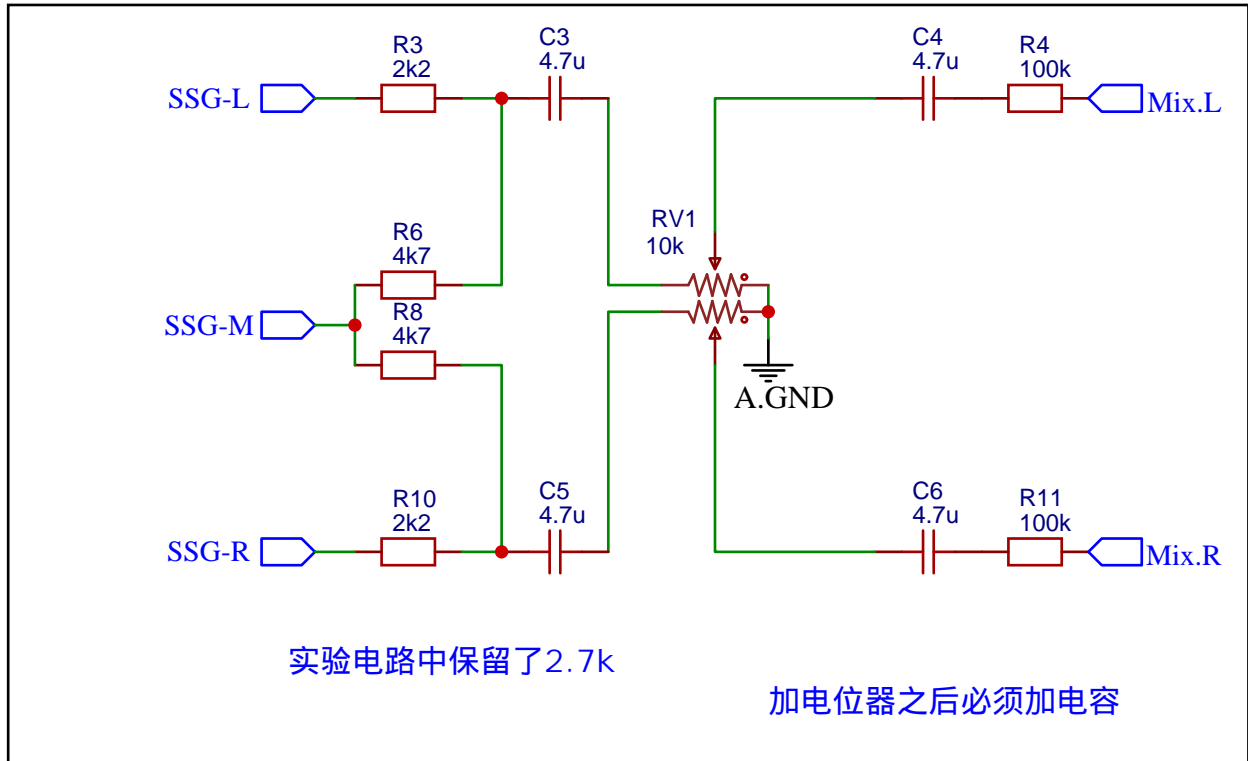 R3
2k2
C3
4.7u
C4
4.7u
R4
100k
SSG-L
Mix.L
R6
4k7
RV1
10k
SSG-M
R8
4k7
A.GND
R10
2k2
C5
4.7u
C6
4.7u
R11
100k
SSG-R
Mix.R
实验电路中保留了2.7k
加电位器之后必须加电容